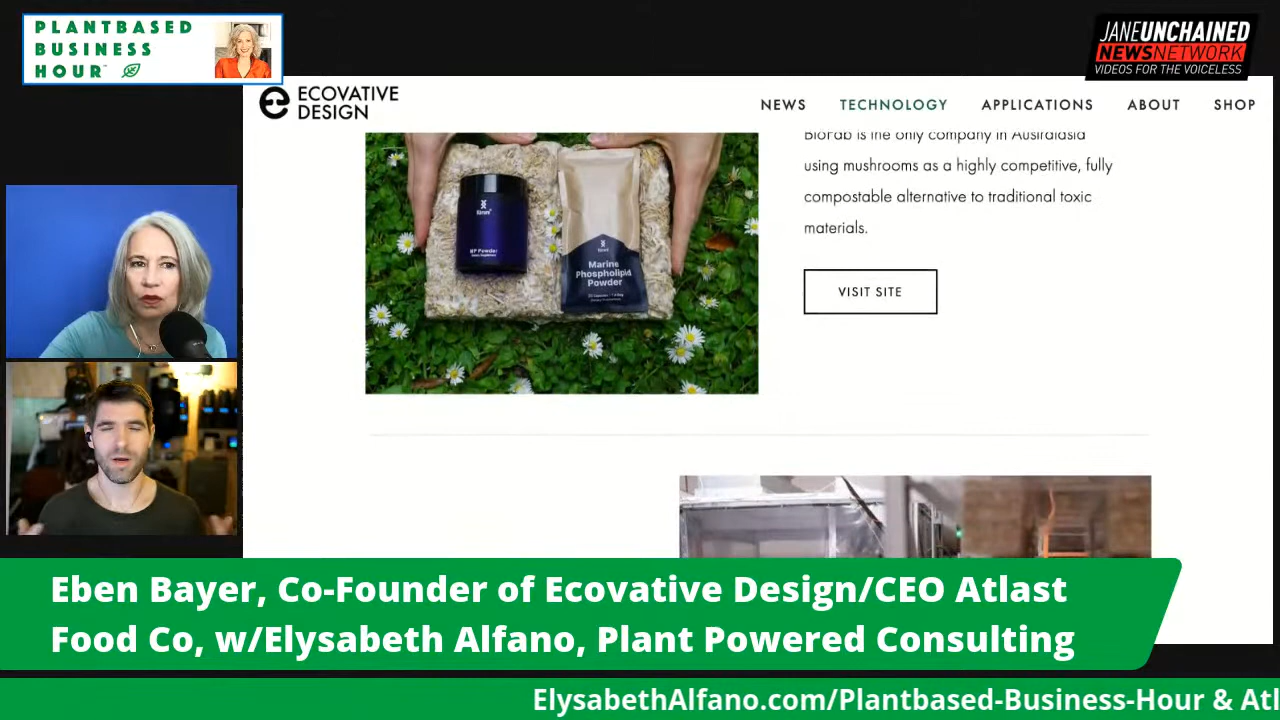 PLANTBASED
BUSINESS
HOUR
JANEUNCHAINED
NEWSNETWORK
VIDEOS FOR THE VOICELESS
ECOVATIVE
DESIGN
NEWS TECHNOLOGY APPLICATIONS ABOUT SHOP
BioFab is the only company in Australasia
using mushrooms as a highly competitive, fully
compostable alternative to traditional toxic
materials.
VISIT SITE
MP Powder
Marine
Phospholipid
Powder
Eben Bayer, Co-Founder of Ecovative Design/CEO Atlast
Food Co, w/Elysabeth Alfano, Plant Powered Consulting
ElysabethAlfano.com/Plantbased-Business-Hour & Atl